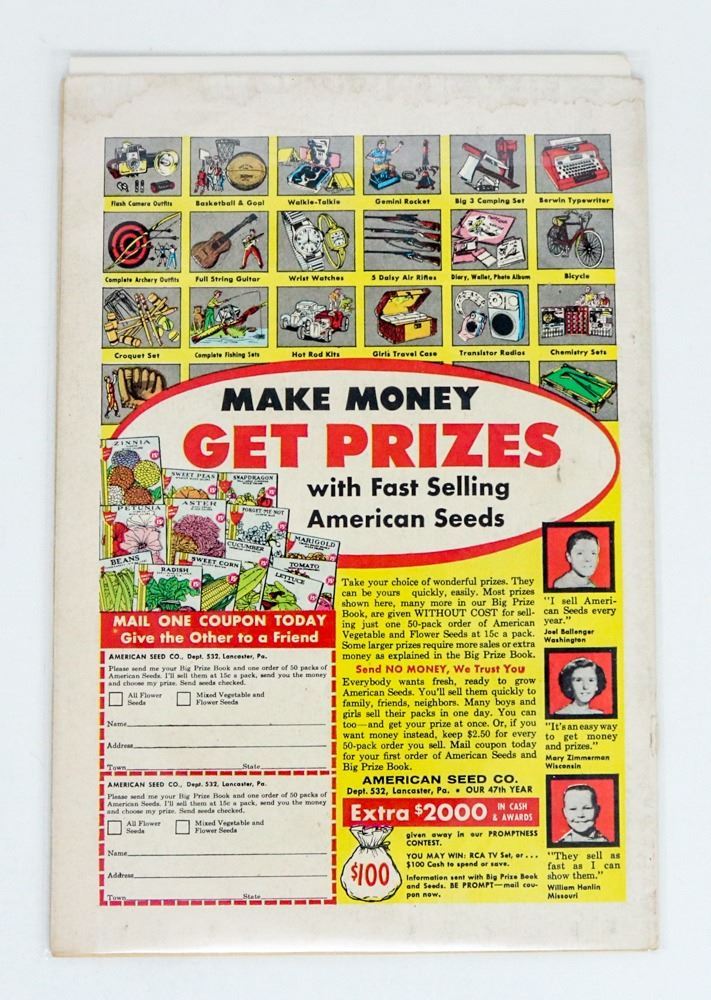 Flash Camera Outfits Basketball & Goal Walkie-Talkie Gemini Rocket Big 3 Camping Set Berwin Typewriter
Complete Archery Outfits Full String Guitar Wrist Watches 5 Daisy Air Rifles Diary, Wallet, Photo Album Bicycle
Croquet Set Complete Fishing Sets Hot Rod Kits Girl's Travel Case Transistor Radios Chemistry Sets
MAKE MONEY
GET PRIZES
with Fast Selling
American Seeds
ZINNIA
SWEET PEAS
SNAPDRAGON
PETUNIA
ASTER
FORGET-ME-NOT
MARIGOLD
CUCUMBER
BEANS
RADISH
SWEET CORN
TOMATO
LETTUCE
MAIL ONE COUPON TODAY
Give the Other to a Friend
AMERICAN SEED CO., Dept. 532, Lancaster, Pa.
Please send me your Big Prize Book and one order of 50 packs of
American Seeds. I'll sell them at 15c a pack, send you the money
and choose my prize. Send seeds checked.
All Flower Seeds
Mixed Vegetable and Flower Seeds
Name
Address
Town State
AMERICAN SEED CO., Dept. 532, Lancaster, Pa.
Please send me your Big Prize Book and one order of 50 packs of
American Seeds. I'll sell them at 15c a pack, send you the money
and choose my prize. Send seeds checked.
All Flower Seeds
Mixed Vegetable and Flower Seeds
Name
Address
Town State
Take your choice of wonderful prizes. They
can be yours quickly, easily. Most prizes
shown here, many more in our Big Prize
Book, are given WITHOUT COST for sell-
ing just one 50-pack order of American
Vegetable and Flower Seeds at 15c a pack.
Some larger prizes require more sales or extra
money as explained in the Big Prize Book.
Send NO MONEY, We Trust You
Everybody wants fresh, ready to grow
American Seeds. You'll sell them quickly to
family, friends, neighbors. Many boys and
girls sell their packs in one day. You can
too—and get your prize at once. Or, if you
want money instead, keep $2.50 for every
50-pack order you sell. Mail coupon today
for your first order of American Seeds and
Big Prize Book.
AMERICAN SEED CO.
Dept. 532, Lancaster, Pa. • OUR 47th YEAR
Extra $2000 IN CASH & AWARDS
$100
given away in our PROMPTNESS
CONTEST.
YOU MAY WIN: RCA TV Set, or . . .
$100 Cash to spend or save.
Information sent with Big Prize Book
and Seeds. BE PROMPT—mail cou-
pon now.
"I sell Ameri-
can Seeds every
year."
Joel Ballenger
Washington
"It's an easy way
to get money
and prizes."
Mary Zimmerman
Wisconsin
"They sell as
fast as I can
show them."
William Hanlin
Missouri